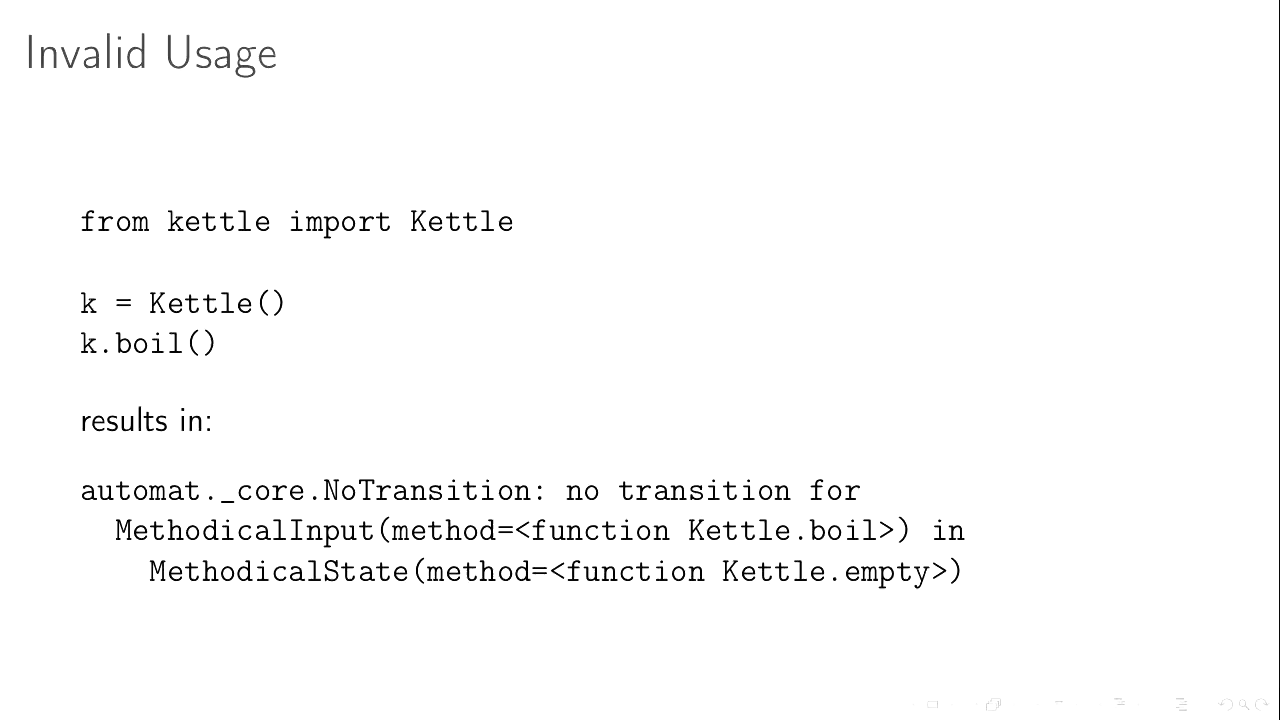 Invalid Usage
from kettle import Kettle
k = Kettle()
k.boil()
results in:
automat._core.NoTransition: no transition for
  MethodicalInput(method=<function Kettle.boil>) in
    MethodicalState(method=<function Kettle.empty>)